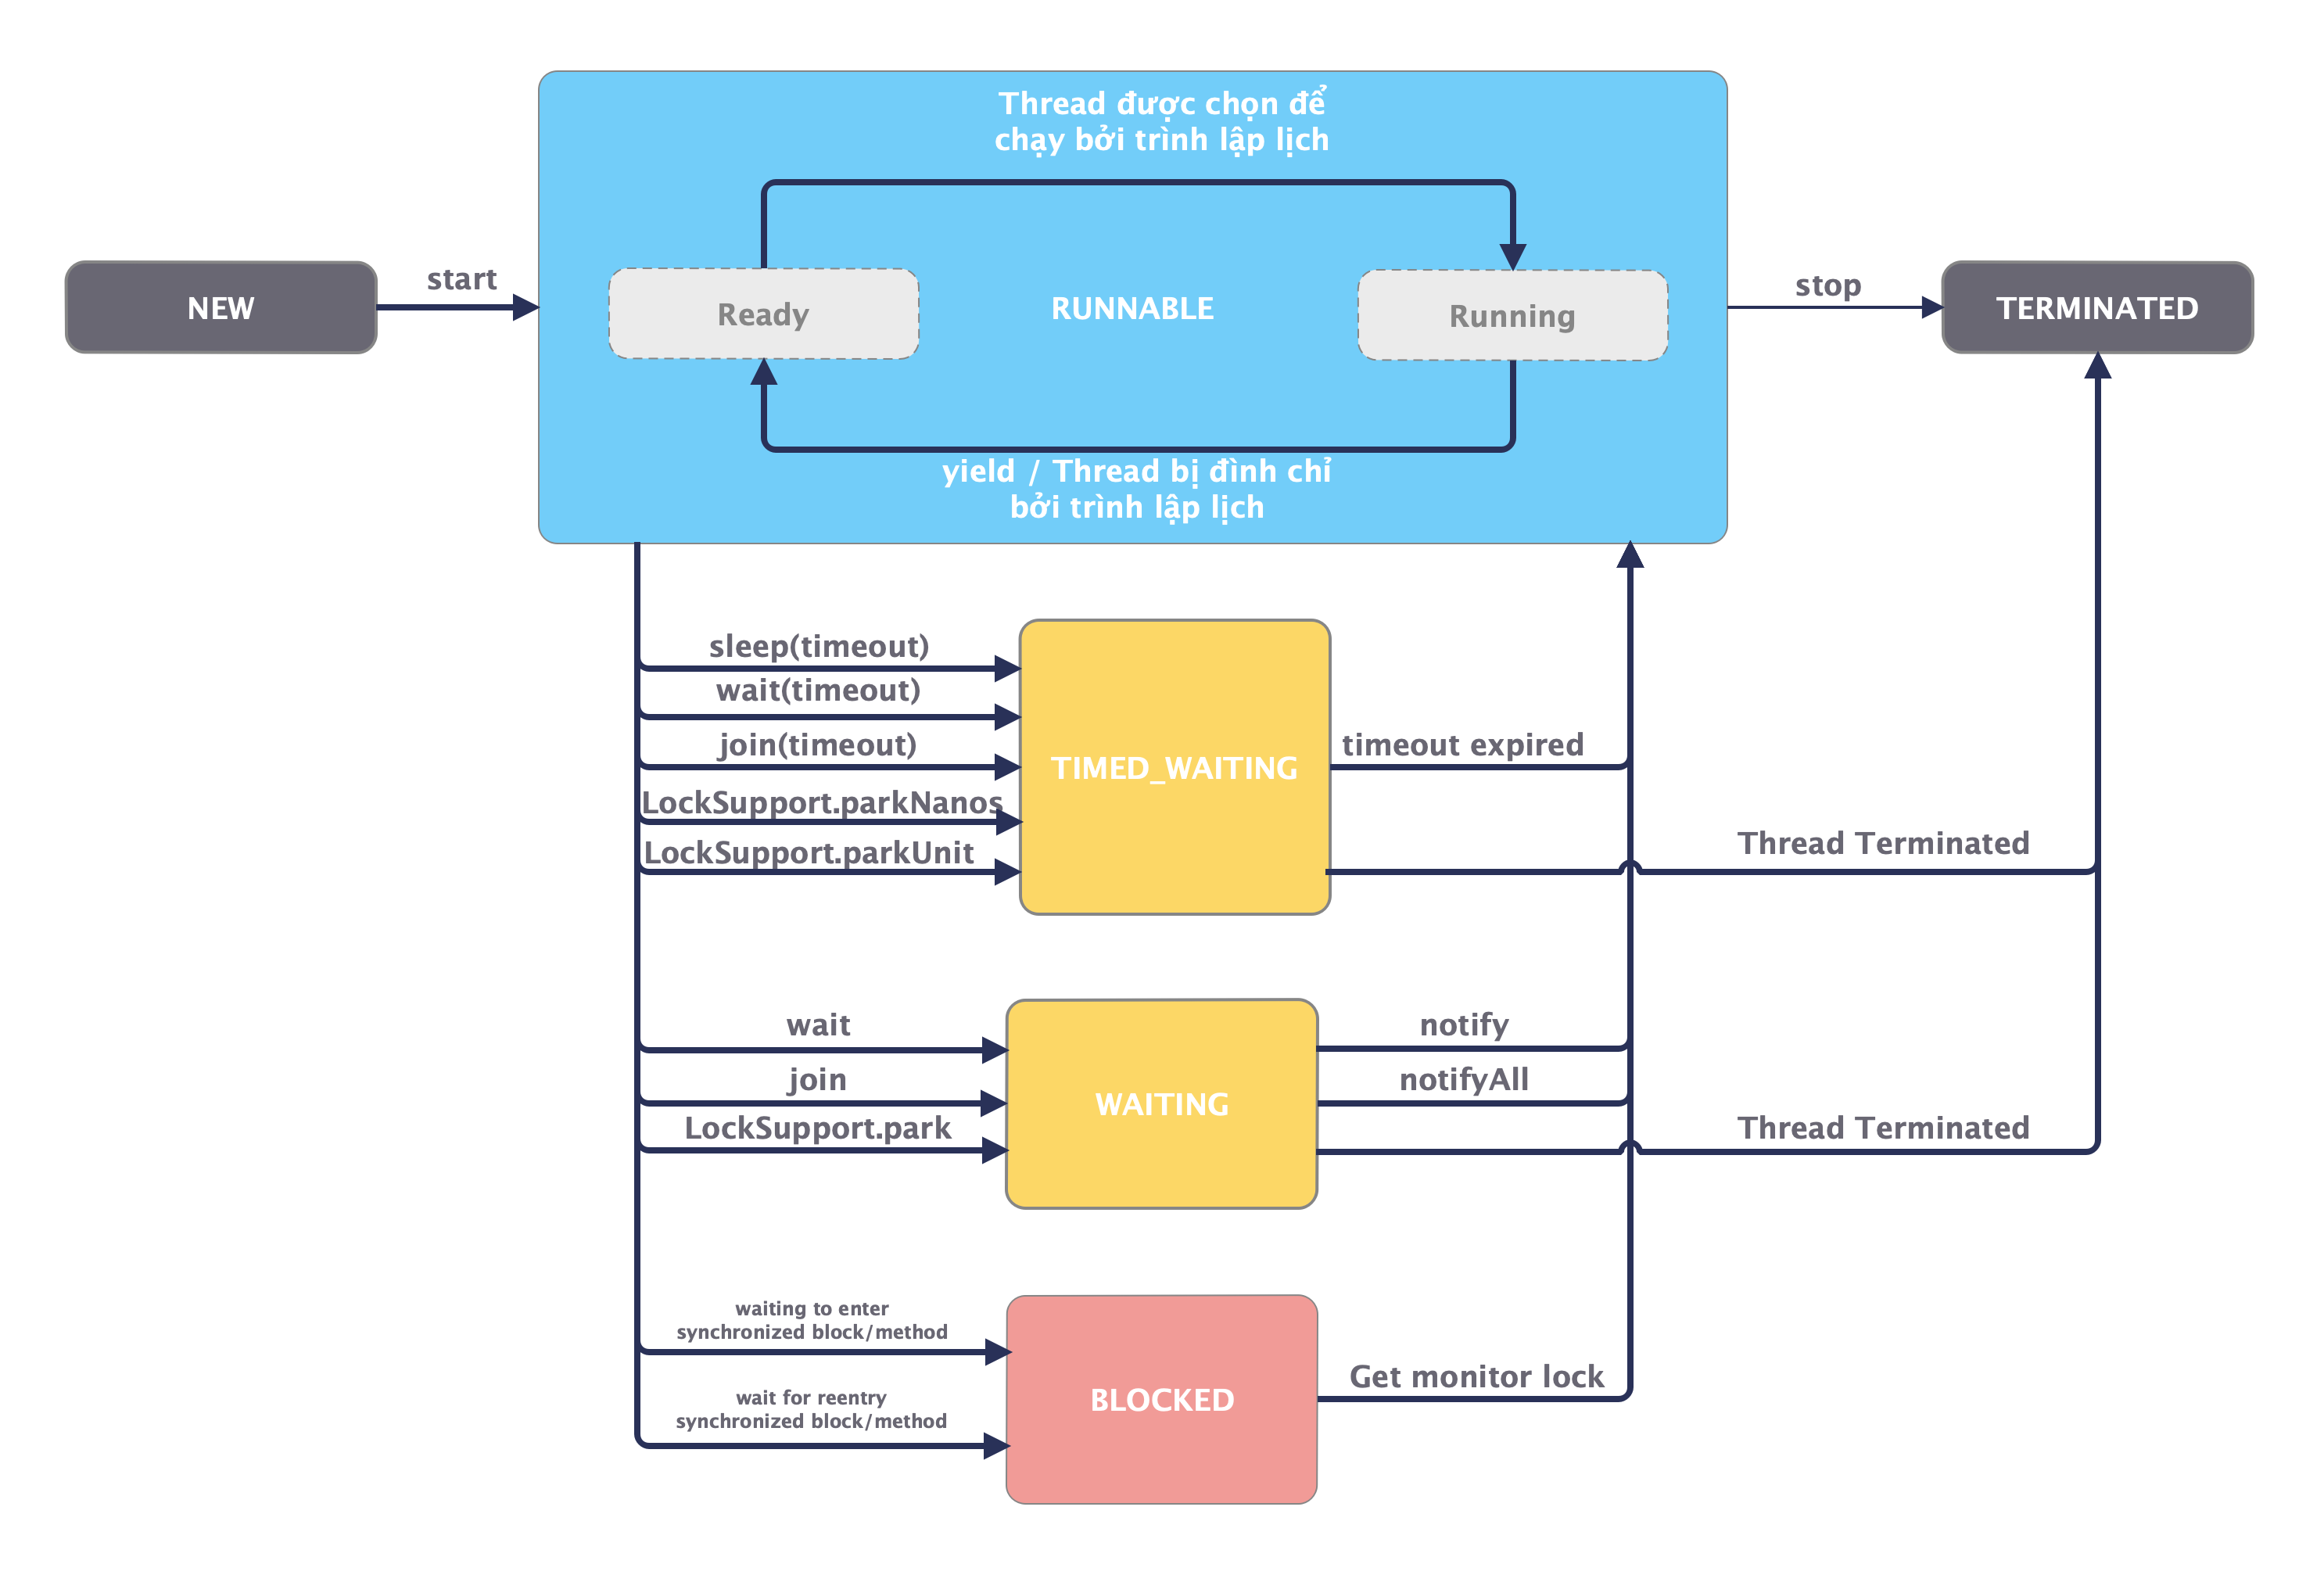 Thread được chọn để
chạy bởi trình lập lịch
NEW
start
Ready
RUNNABLE
Running
stop
TERMINATED
yield / Thread bị đình chỉ
bởi trình lập lịch
sleep(timeout)
wait(timeout)
join(timeout)
LockSupport.parkNanos
LockSupport.parkUnit
TIMED_WAITING
timeout expired
Thread Terminated
wait
join
LockSupport.park
WAITING
notify
notifyAll
Thread Terminated
waiting to enter
synchronized block/method
wait for reentry
synchronized block/method
BLOCKED
Get monitor lock